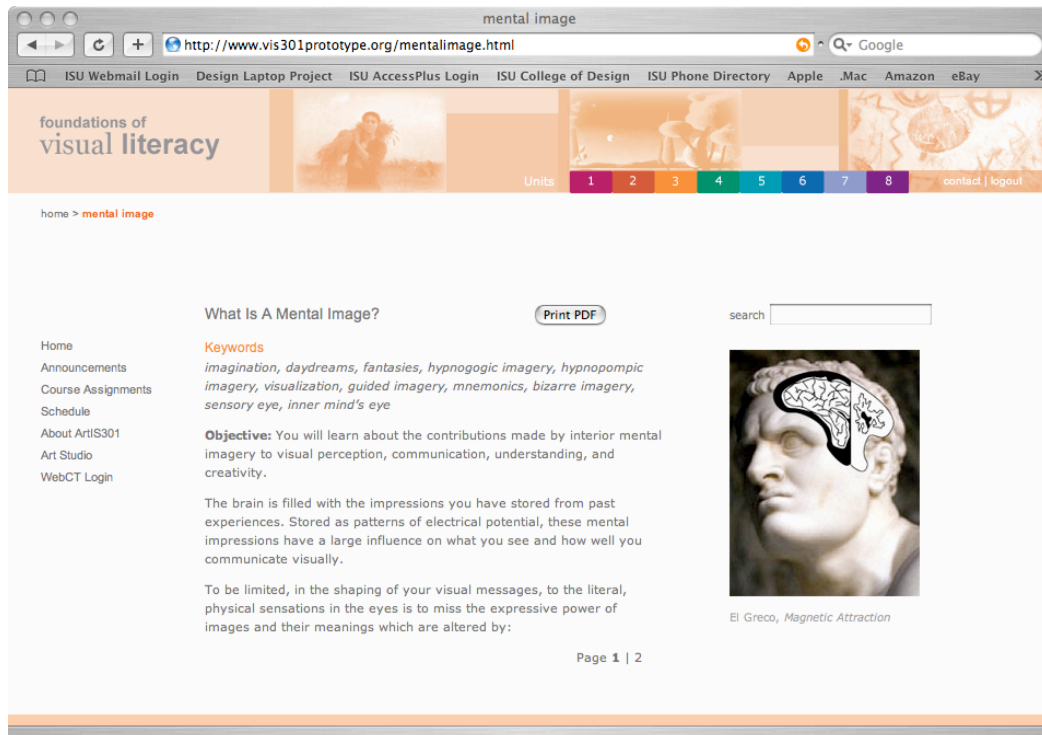 mental image
http://www.vis301prototype.org/mentalimage.html
Google
ISU Webmail Login Design Laptop Project ISU AccessPlus Login ISU College of Design ISU Phone Directory Apple .Mac Amazon eBay
foundations of
visual literacy
Units 1 2 3 4 5 6 7 8 contact | logout
home > mental image
What Is A Mental Image?
Print PDF
search
Home
Announcements
Course Assignments
Schedule
About ArtIS301
Art Studio
WebCT Login
Keywords
imagination, daydreams, fantasies, hypnogogic imagery, hypnopompic
imagery, visualization, guided imagery, mnemonics, bizarre imagery,
sensory eye, inner mind's eye
Objective: You will learn about the contributions made by interior mental
imagery to visual perception, communication, understanding, and
creativity.
The brain is filled with the impressions you have stored from past
experiences. Stored as patterns of electrical potential, these mental
impressions have a large influence on what you see and how well you
communicate visually.
To be limited, in the shaping of your visual messages, to the literal,
physical sensations in the eyes is to miss the expressive power of
images and their meanings which are altered by:
Page 1 | 2
El Greco, Magnetic Attraction